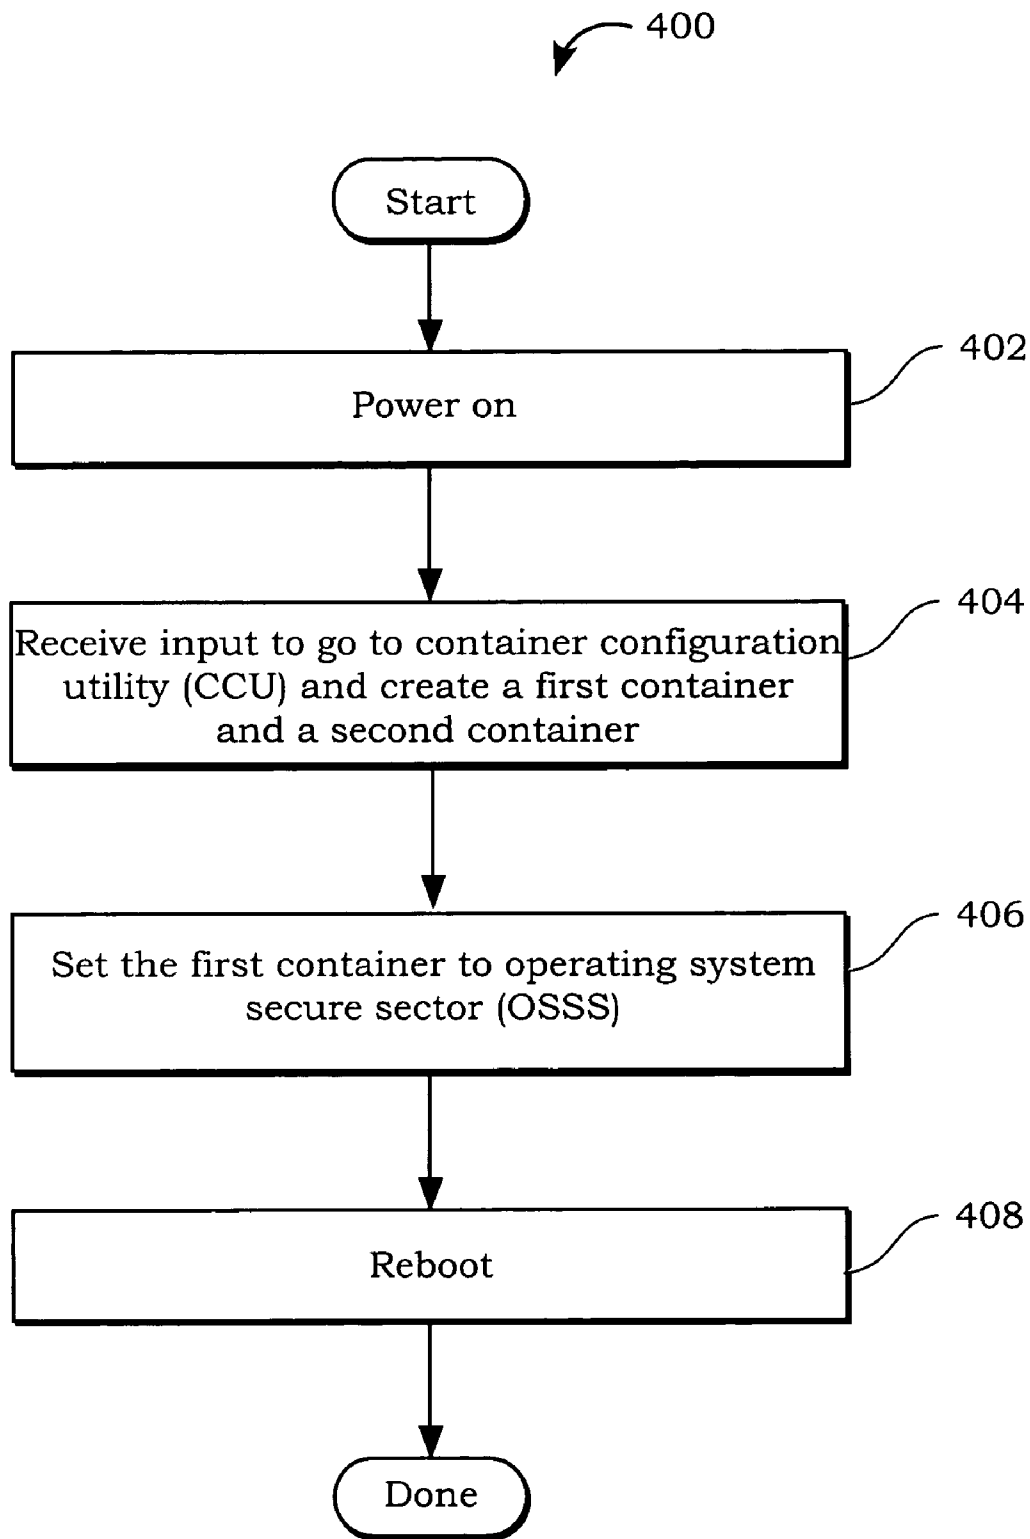 400
Start
402
Power on
404
Receive input to go to container configuration
utility (CCU) and create a first container
and a second container
406
Set the first container to operating system
secure sector (OSSS)
408
Reboot
Done